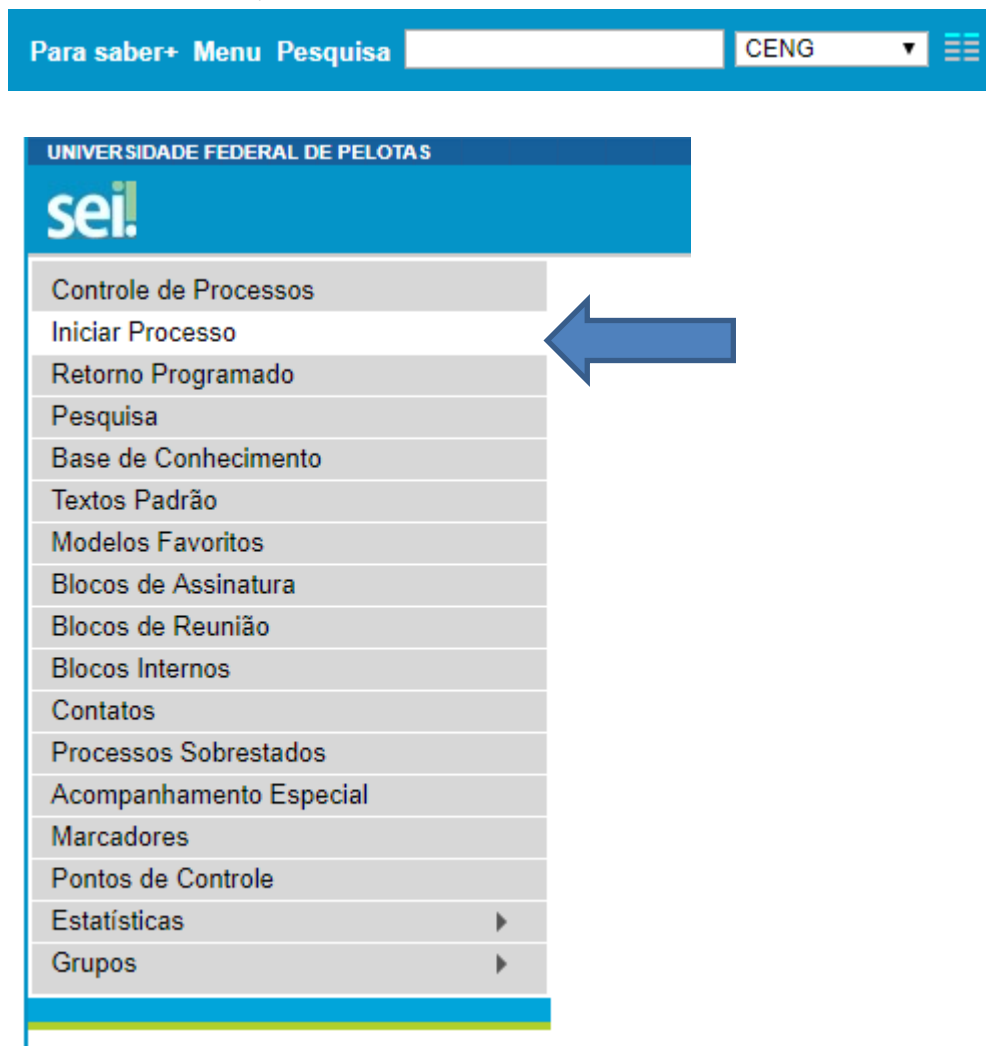 Para saber+ Menu Pesquisa CENG
UNIVERSIDADE FEDERAL DE PELOTAS
sei!
Controle de Processos
Iniciar Processo
Retorno Programado
Pesquisa
Base de Conhecimento
Textos Padrão
Modelos Favoritos
Blocos de Assinatura
Blocos de Reunião
Blocos Internos
Contatos
Processos Sobrestados
Acompanhamento Especial
Marcadores
Pontos de Controle
Estatísticas
Grupos